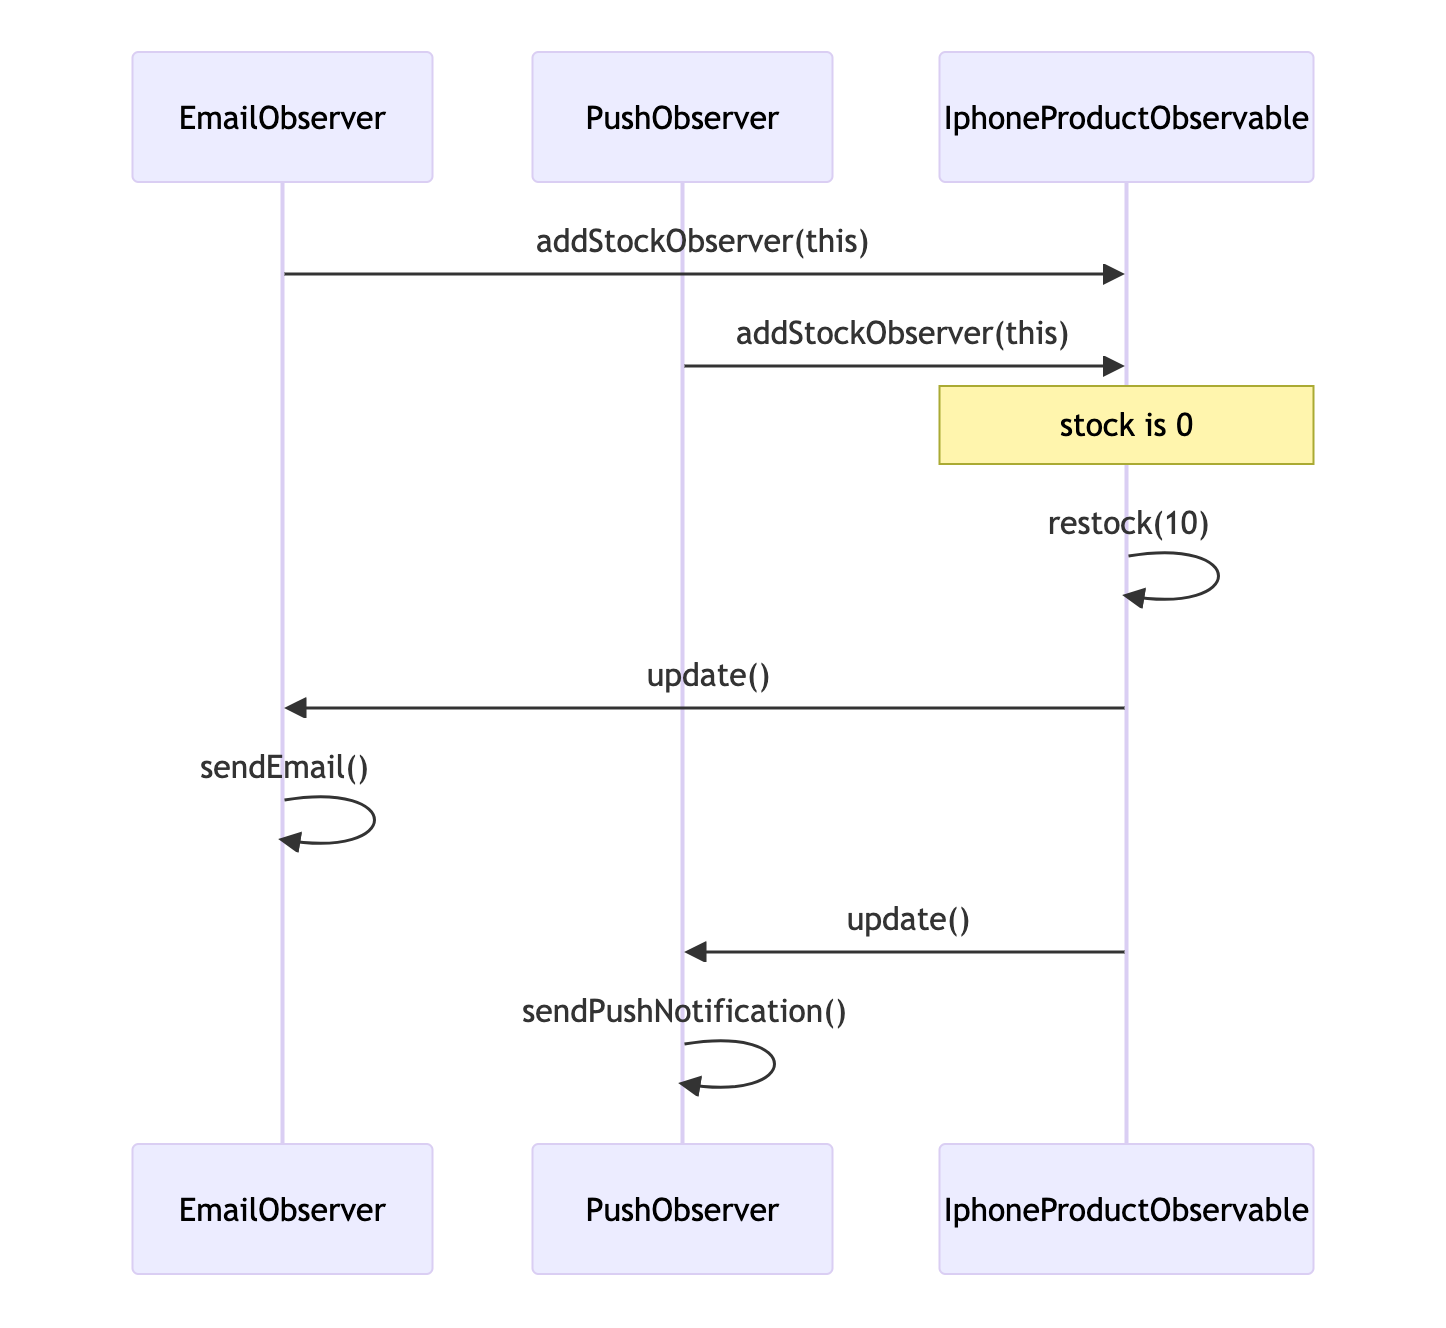 EmailObserver
PushObserver
IphoneProductObservable
addStockObserver(this)
addStockObserver(this)
stock is 0
restock(10)
update()
sendEmail()
update()
sendPushNotification()
EmailObserver
PushObserver
IphoneProductObservable